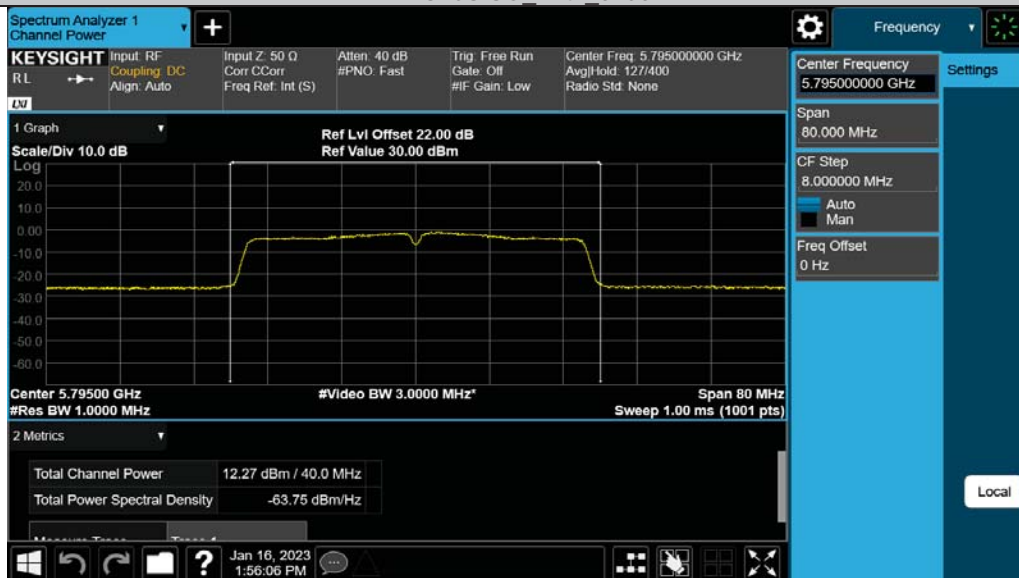 Spectrum Analyzer 1
Channel Power
Frequency
KEYSIGHT
RL
LXI
Input: RF
Coupling: DC
Align: Auto
Input Z: 50 Ω
Corr CCorr
Freq Ref: Int (S)
Atten: 40 dB
#PNO: Fast
Trig: Free Run
Gate: Off
#IF Gain: Low
Center Freq: 5.795000000 GHz
Avg|Hold: 127/400
Radio Std: None
Center Frequency
5.795000000 GHz
Settings
Span
80.000 MHz
CF Step
8.000000 MHz
Auto
Man
Freq Offset
0 Hz
Local
1 Graph
Scale/Div 10.0 dB
Ref Lvl Offset 22.00 dB
Ref Value 30.00 dBm
Log
20.0
10.0
0.00
-10.0
-20.0
-30.0
-40.0
-50.0
-60.0
Center 5.79500 GHz
#Video BW 3.0000 MHz*
Span 80 MHz
#Res BW 1.0000 MHz
Sweep 1.00 ms (1001 pts)
2 Metrics
Total Channel Power 12.27 dBm / 40.0 MHz
Total Power Spectral Density -63.75 dBm/Hz
?
Jan 16, 2023
1:56:06 PM